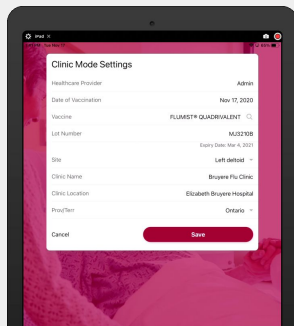 iPad
Clinic Mode Settings
Healthcare Provider Admin
Date of Vaccination Nov 17, 2020
Vaccine FLUMIST® QUADRIVALENT
Lot Number MJ3210B
Expiry Date: Mar 4, 2021
Site Left deltoid
Clinic Name Bruyere Flu Clinic
Clinic Location Elizabeth Bruyere Hospital
Prov/Terr Ontario
Cancel Save